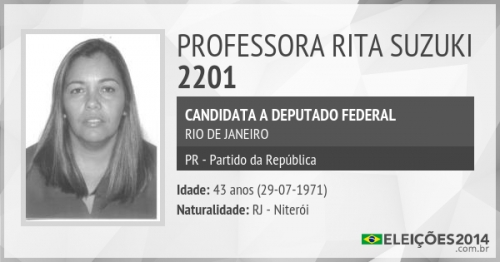 PROFESSORA RITA SUZUKI
2201
CANDIDATA A DEPUTADO FEDERAL
RIO DE JANEIRO
PR - Partido da República
Idade: 43 anos (29-07-1971)
Naturalidade: RJ - Niterói
ELEIÇÕES2014
.com.br